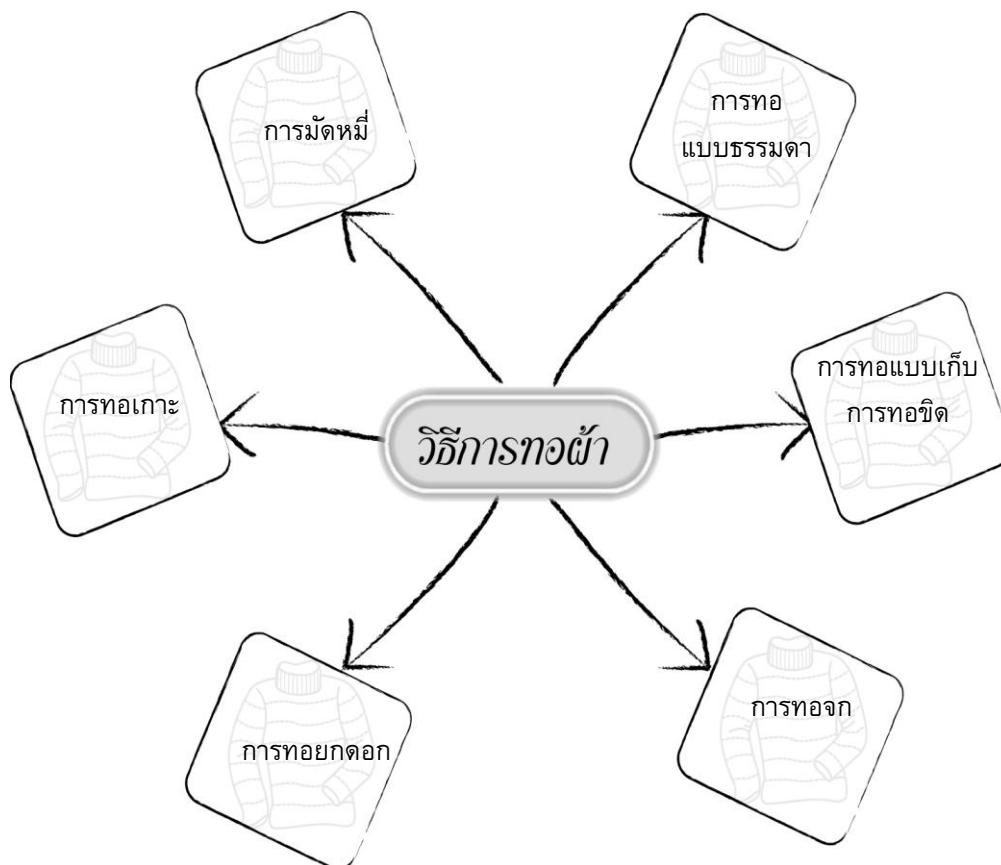 การมัดหมี่
การทอ
แบบธรรมดา
การทอเกาะ
การทอแบบเก็บ
การทอขิด
วิธีการทอผ้า
การทอยกดอก
การทอจก